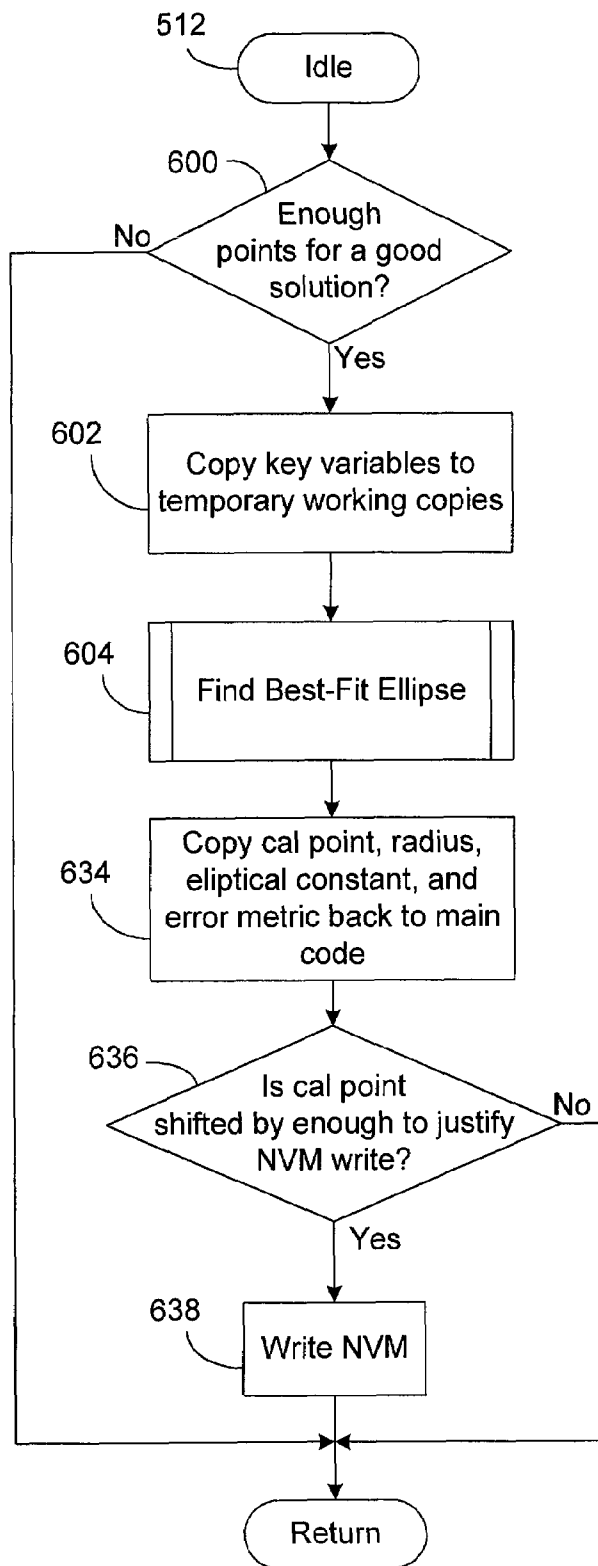 512
Idle
600
Enough
points for a good
solution?
No
Yes
602
Copy key variables to
temporary working copies
604
Find Best-Fit Ellipse
634
Copy cal point, radius,
eliptical constant, and
error metric back to main
code
636
Is cal point
shifted by enough to justify
NVM write?
No
Yes
638
Write NVM
Return